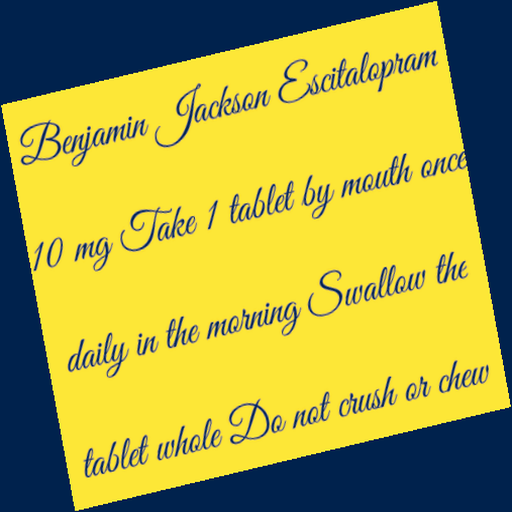 Benjamin Jackson Escitalopram
10 mg Take 1 tablet by mouth once
daily in the morning Swallow the
tablet whole Do not crush or chew